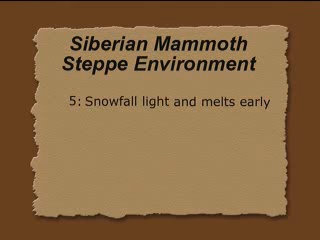 Siberian Mammoth
Steppe Environment
5: Snowfall light and melts early